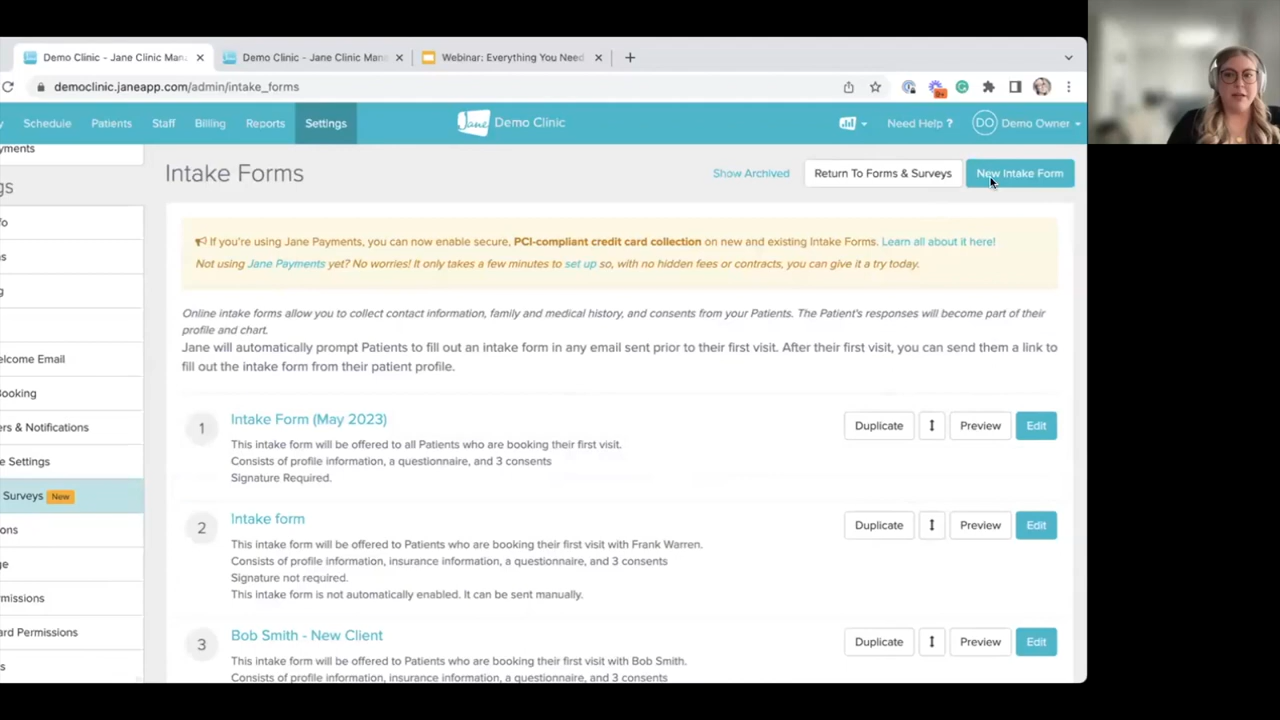 Demo Clinic - Jane Clinic Man
Demo Clinic - Jane Clinic Mana
Webinar: Everything You Need
democlinic.janeapp.com/admin/intake_forms
9+
y
Schedule
Patients
Staff
Billing
Reports
Settings
Jane
Demo Clinic
Need Help ?
DO
Demo Owner
yments
gs
fo
ns
g
elcome Email
ooking
ers & Notifications
e Settings
Surveys New
ons
ge
missions
ard Permissions
s
Intake Forms
Show Archived
Return To Forms & Surveys
New Intake Form
If you're using Jane Payments, you can now enable secure, PCI-compliant credit card collection on new and existing Intake Forms. Learn all about it here!
Not using Jane Payments yet? No worries! It only takes a few minutes to set up so, with no hidden fees or contracts, you can give it a try today.
Online intake forms allow you to collect contact information, family and medical history, and consents from your Patients. The Patient's responses will become part of their
profile and chart.
Jane will automatically prompt Patients to fill out an intake form in any email sent prior to their first visit. After their first visit, you can send them a link to
fill out the intake form from their patient profile.
1
Intake Form (May 2023)
This intake form will be offered to all Patients who are booking their first visit.
Consists of profile information, a questionnaire, and 3 consents
Signature Required.
Duplicate
Preview
Edit
2
Intake form
This intake form will be offered to Patients who are booking their first visit with Frank Warren.
Consists of profile information, insurance information, a questionnaire, and 3 consents
Signature not required.
This intake form is not automatically enabled. It can be sent manually.
Duplicate
Preview
Edit
3
Bob Smith - New Client
This intake form will be offered to Patients who are booking their first visit with Bob Smith.
Consists of profile information, insurance information, a questionnaire, and 3 consents
Duplicate
Preview
Edit